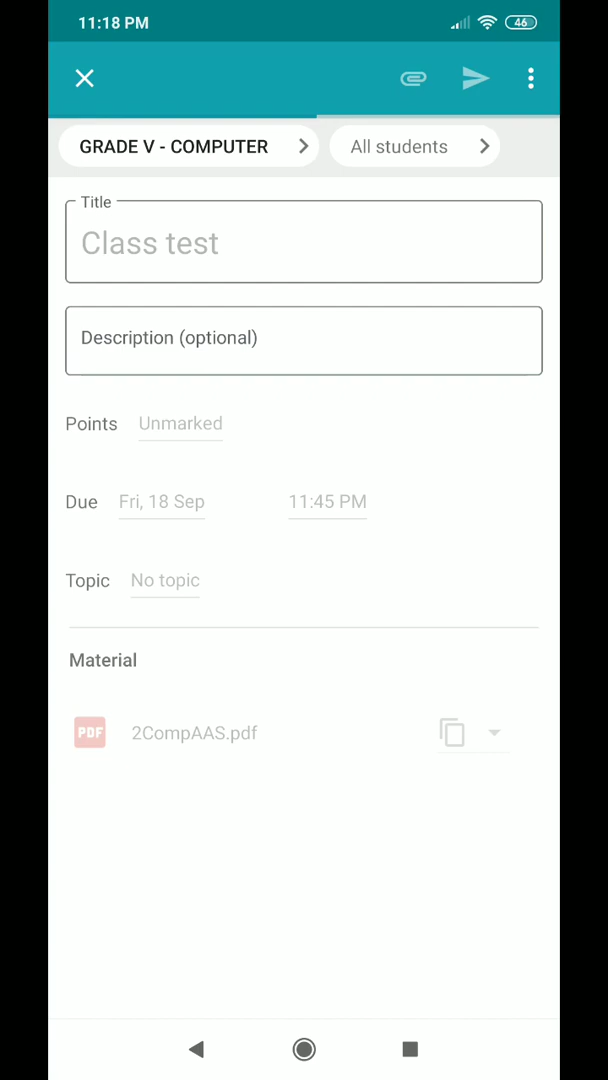 11:18 PM 46
GRADE V - COMPUTER All students
Title
Class test
Description (optional)
Points Unmarked
Due Fri, 18 Sep 11:45 PM
Topic No topic
Material
PDF 2CompAAS.pdf